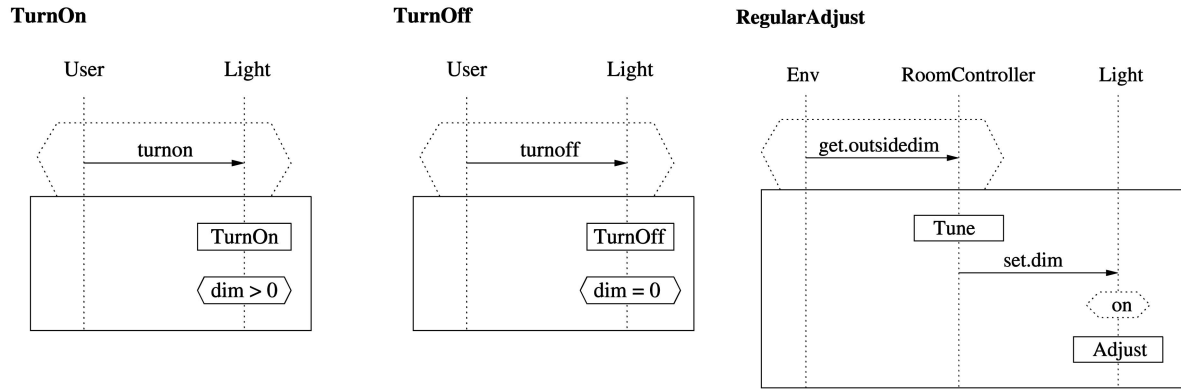 TurnOn
User Light
turnon
TurnOn
dim > 0
TurnOff
User Light
turnoff
TurnOff
dim = 0
RegularAdjust
Env RoomController Light
get.outsidedim
Tune
set.dim
on
Adjust